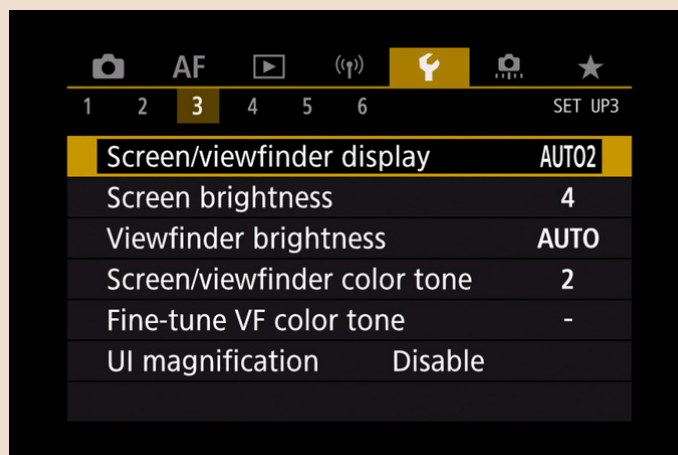 AF
1 2 3 4 5 6 SET UP3
Screen/viewfinder display AUTO2
Screen brightness 4
Viewfinder brightness AUTO
Screen/viewfinder color tone 2
Fine-tune VF color tone -
UI magnification Disable